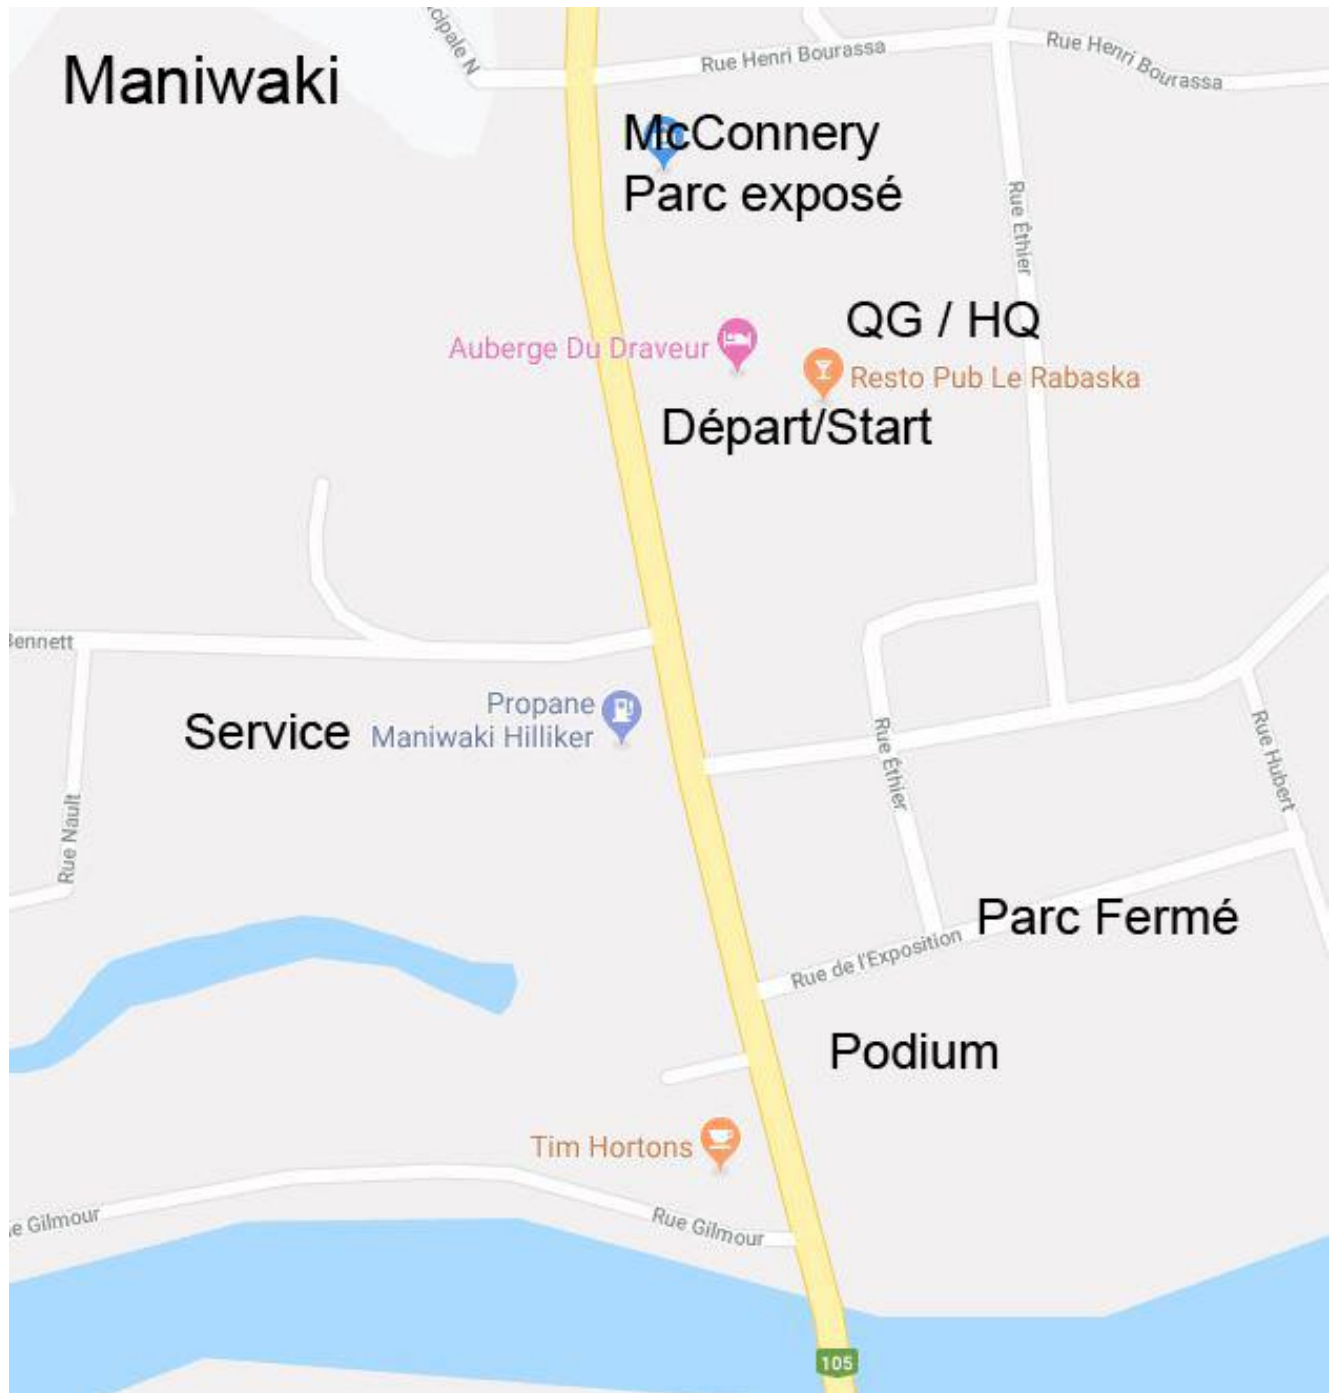 cipale N
Rue Henri Bourassa
Rue Henri Bourassa
Maniwaki
McConnery
Parc exposé
Rue Éthier
QG / HQ
Auberge Du Draveur
Resto Pub Le Rabaska
Départ/Start
Bennett
Propane
Maniwaki Hilliker
Service
Rue Éthier
Rue Hubert
Rue Nault
Parc Fermé
Rue de l'Exposition
Podium
Tim Hortons
e Gilmour
Rue Gilmour
105